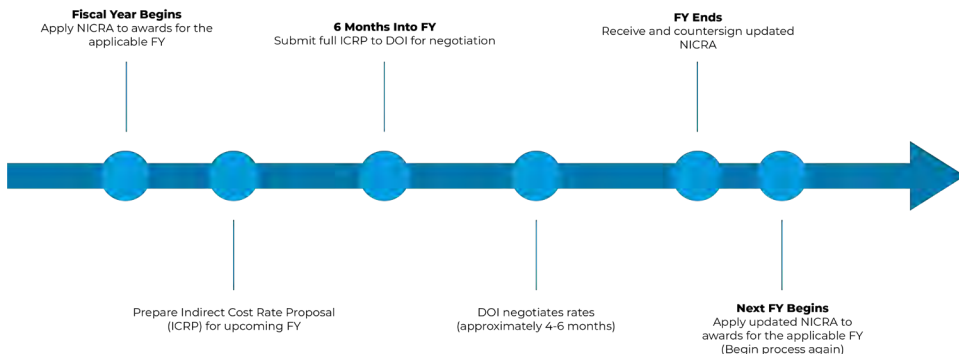 Fiscal Year Begins
Apply NICRA to awards for the
applicable FY
Prepare Indirect Cost Rate Proposal
(ICRP) for upcoming FY
6 Months Into FY
Submit full ICRP to DOI for negotiation
DOI negotiates rates
(approximately 4-6 months)
FY Ends
Receive and countersign updated
NICRA
Next FY Begins
Apply updated NICRA to
awards for the applicable FY
(Begin process again)